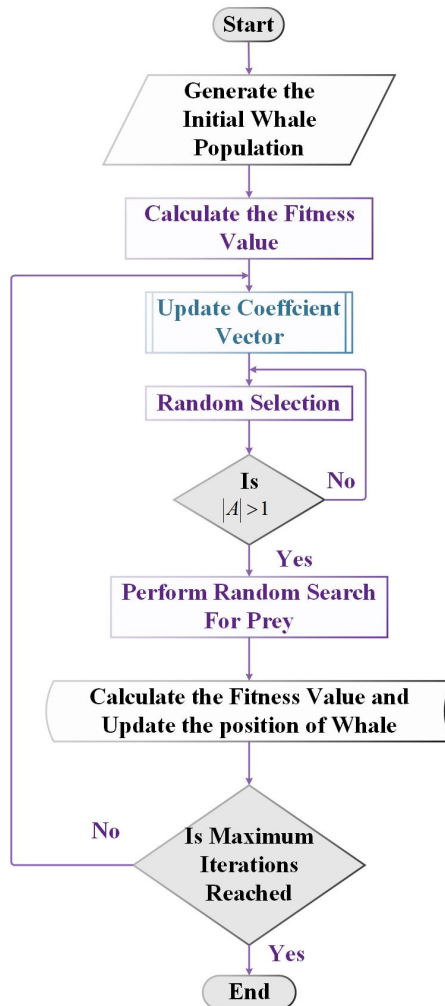 Start
Generate the
Initial Whale
Population
Calculate the Fitness
Value
Update Coeffcient
Vector
Random Selection
Is
|A|>1
No
Yes
Perform Random Search
For Prey
Calculate the Fitness Value and
Update the position of Whale
No
Is Maximum
Iterations
Reached
Yes
End